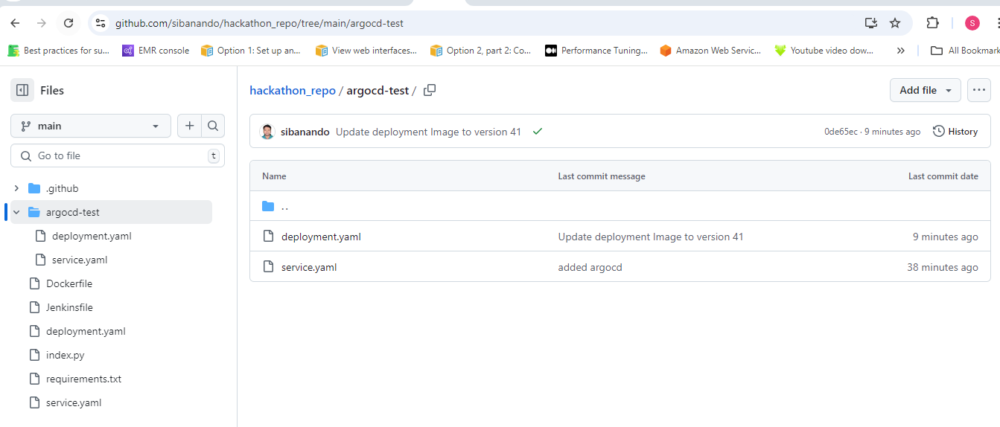 github.com/sibanando/hackathon_repo/tree/main/argocd-test
S
Best practices for su... EMR console Option 1: Set up an... View web interfaces... Option 2, part 2: Co... Performance Tuning... Amazon Web Servic... Youtube video dow... » All Bookmark
Files
hackathon_repo / argocd-test /
Add file
main
sibanando Update deployment Image to version 41
0de65ec · 9 minutes ago History
Go to file t
Name Last commit message Last commit date
.github
..
argocd-test
deployment.yaml
deployment.yaml Update deployment Image to version 41 9 minutes ago
service.yaml
service.yaml added argocd 38 minutes ago
Dockerfile
Jenkinsfile
deployment.yaml
index.py
requirements.txt
service.yaml